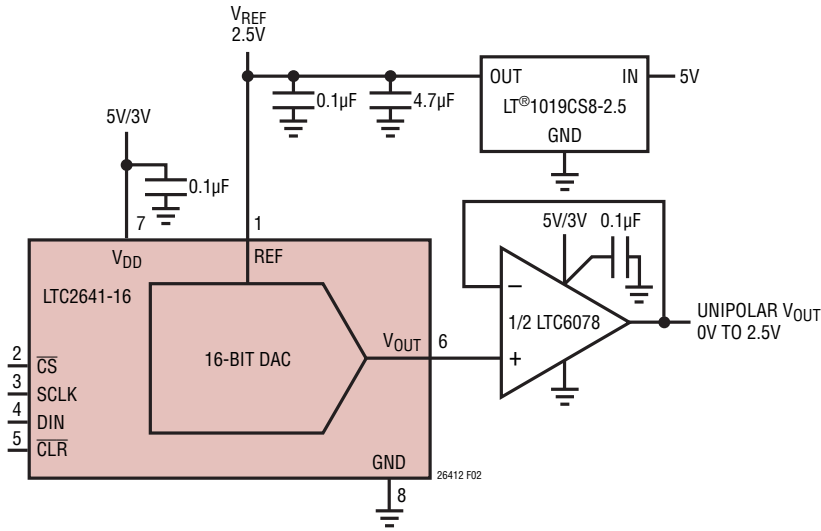 VREF
2.5V
OUT
IN
5V
LT®1019CS8-2.5
GND
0.1µF
4.7µF
5V/3V
0.1µF
7
1
VDD
REF
LTC2641-16
16-BIT DAC
VOUT
6
2
CS
3
SCLK
4
DIN
5
CLR
GND
8
26412 F02
5V/3V
0.1µF
−
1/2 LTC6078
+
UNIPOLAR VOUT
0V TO 2.5V